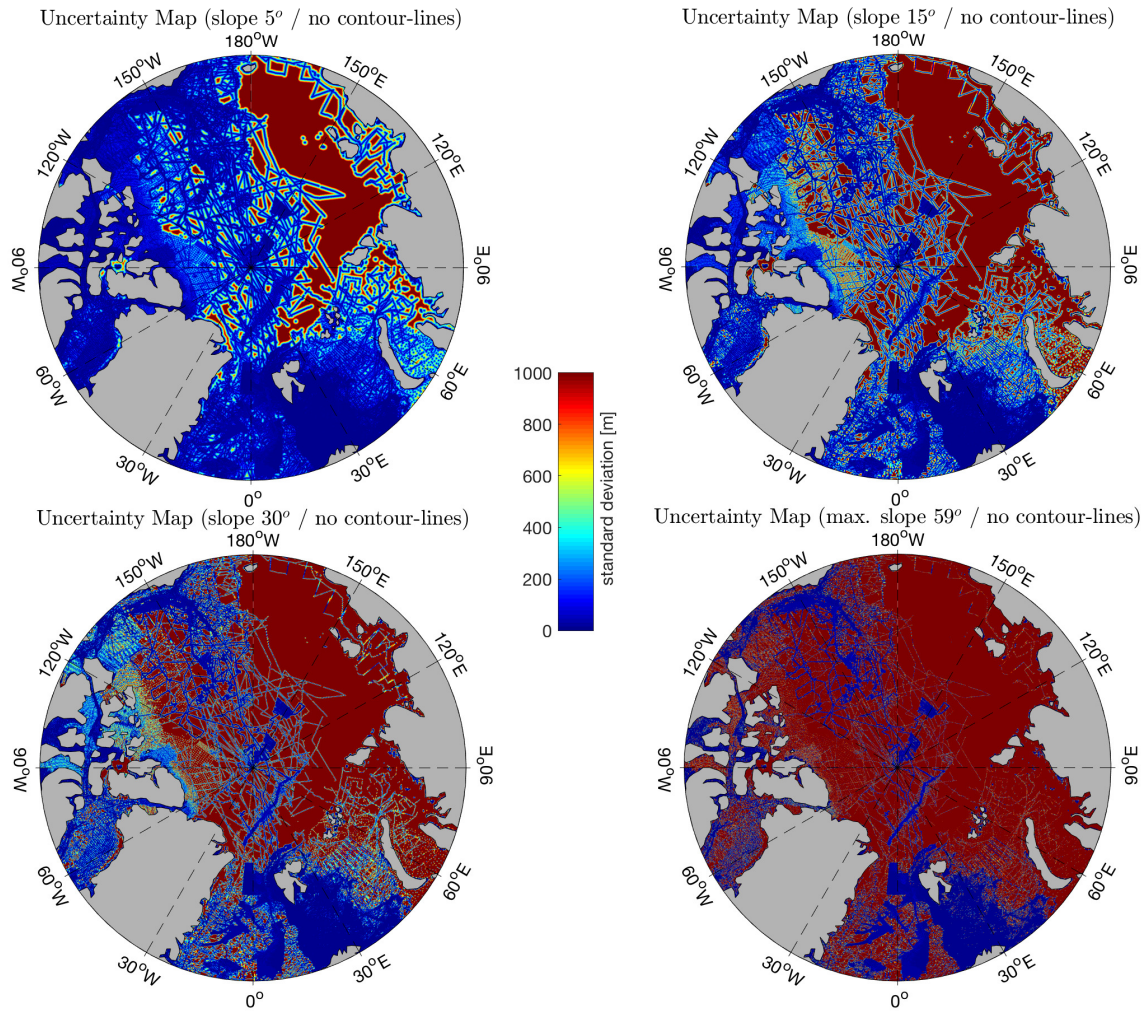 Uncertainty Map (slope 5° / no contour-lines)
180°W
150°W
150°E
120°W
120°E
90°W
90°E
60°W
60°E
30°W
30°E
0°
Uncertainty Map (slope 15° / no contour-lines)
180°W
150°W
150°E
120°W
120°E
90°W
90°E
60°W
60°E
30°W
30°E
0°
1000
800
600
400
200
0
standard deviation [m]
Uncertainty Map (slope 30° / no contour-lines)
180°W
150°W
150°E
120°W
120°E
90°W
90°E
60°W
60°E
30°W
30°E
0°
Uncertainty Map (max. slope 59° / no contour-lines)
180°W
150°W
150°E
120°W
120°E
90°W
90°E
60°W
60°E
30°W
30°E
0°